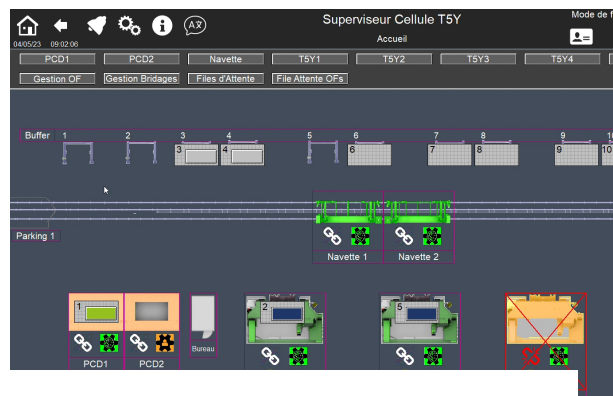 Superviseur Cellule T5Y
Mode de f
Accueil
04/05/23 09:02:06
PCD1 PCD2 Navette T5Y1 T5Y2 T5Y3 T5Y4
Gestion OF Gestion Bridages Files d'Attente File Attente OFs
Buffer 1 2 3 4 5 6 7 8 9 10
3 4 6 7 8 9 10
Parking 1
Navette 1 Navette 2
1 2 5
Bureau
PCD1 PCD2